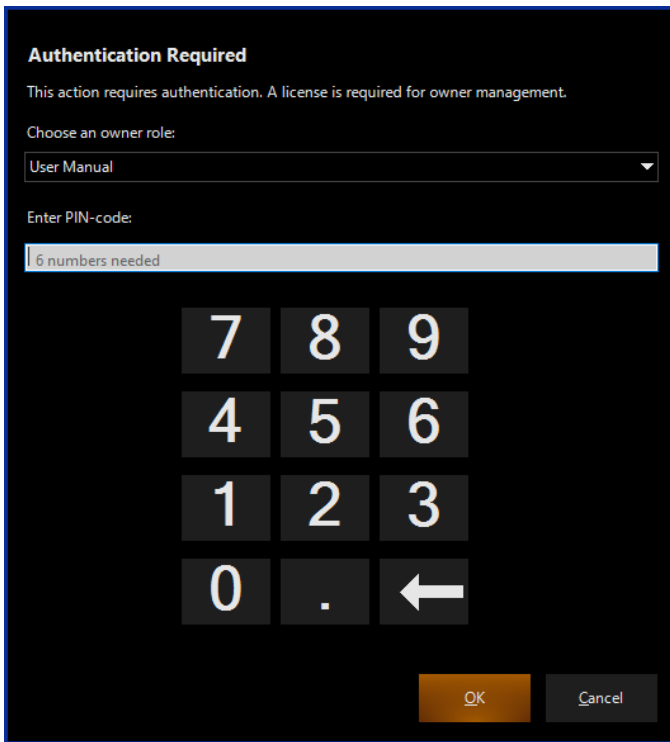 Authentication Required
This action requires authentication. A license is required for owner management.
Choose an owner role:
User Manual
Enter PIN-code:
6 numbers needed
7 8 9
4 5 6
1 2 3
0 .
OK Cancel